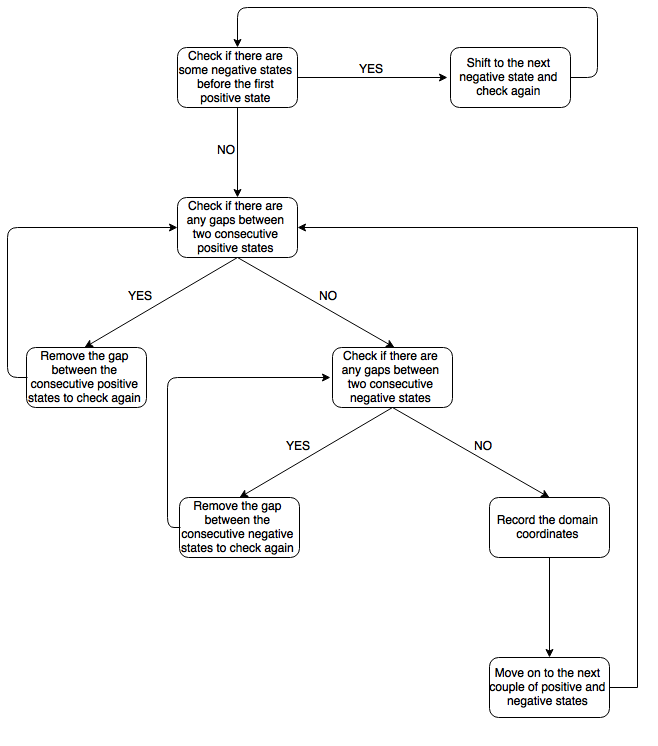 Check if there are
some negative states
before the first
positive state
YES
Shift to the next
negative state and
check again
NO
Check if there are
any gaps between
two consecutive
positive states
YES
NO
Remove the gap
between the
consecutive positive
states to check again
Check if there are
any gaps between
two consecutive
negative states
YES
NO
Remove the gap
between the
consecutive negative
states to check again
Record the domain
coordinates
Move on to the next
couple of positive and
negative states